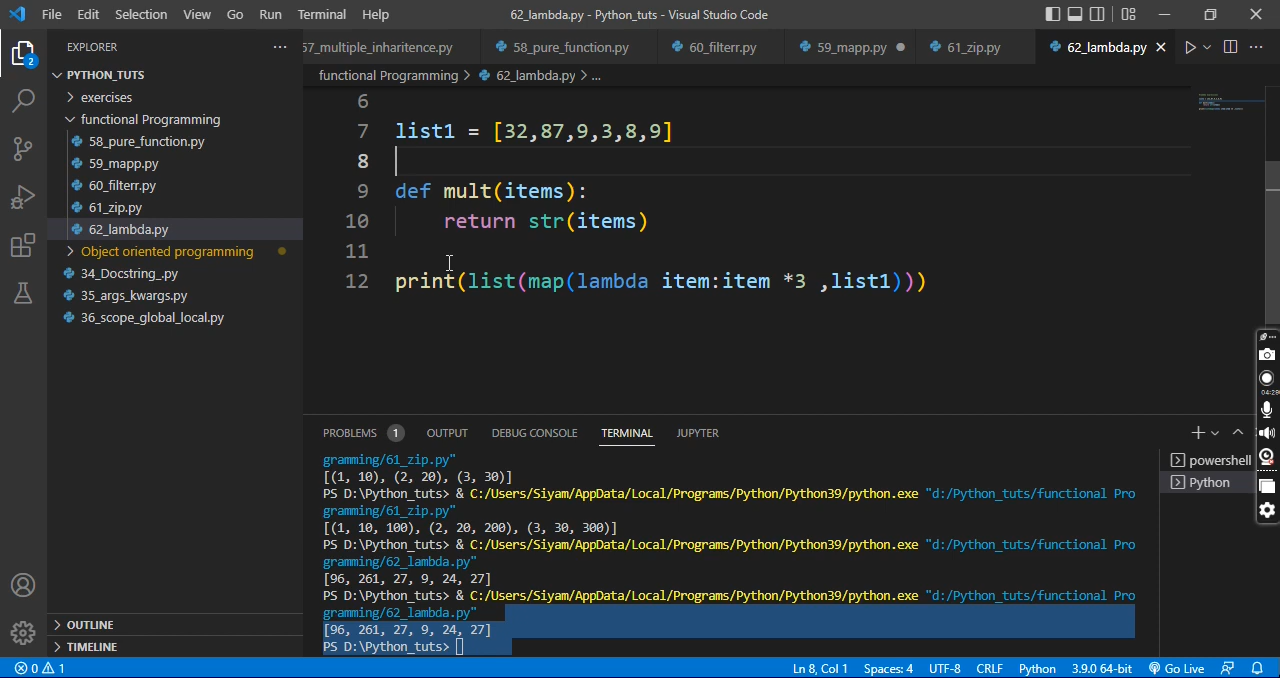 File Edit Selection View Go Run Terminal Help 62_lambda.py - Python_tuts - Visual Studio Code
EXPLORER
57_multiple_inharitence.py 58_pure_function.py 60_filterr.py 59_mapp.py 61_zip.py 62_lambda.py
functional Programming > 62_lambda.py > ...
PYTHON_TUTS
exercises
functional Programming
58_pure_function.py
59_mapp.py
60_filterr.py
61_zip.py
62_lambda.py
Object oriented programming
34_Docstring_.py
35_args_kwargs.py
36_scope_global_local.py
OUTLINE
TIMELINE
2
6
7 list1 = [32,87,9,3,8,9]
8
9 def mult(items):
10 return str(items)
11
12 print(list(map(lambda item:item *3 ,list1)))
PROBLEMS 1 OUTPUT DEBUG CONSOLE TERMINAL JUPYTER
gramming/61_zip.py"
[(1, 10), (2, 20), (3, 30)]
PS D:\Python_tuts> & C:/Users/Siyam/AppData/Local/Programs/Python/Python39/python.exe "d:/Python_tuts/functional Pro
gramming/61_zip.py"
[(1, 10, 100), (2, 20, 200), (3, 30, 300)]
PS D:\Python_tuts> & C:/Users/Siyam/AppData/Local/Programs/Python/Python39/python.exe "d:/Python_tuts/functional Pro
gramming/62_lambda.py"
[96, 261, 27, 9, 24, 27]
PS D:\Python_tuts> & C:/Users/Siyam/AppData/Local/Programs/Python/Python39/python.exe "d:/Python_tuts/functional Pro
gramming/62_lambda.py"
[96, 261, 27, 9, 24, 27]
PS D:\Python_tuts>
powershell
Python
0 1 Ln 8, Col 1 Spaces: 4 UTF-8 CRLF Python 3.9.0 64-bit Go Live